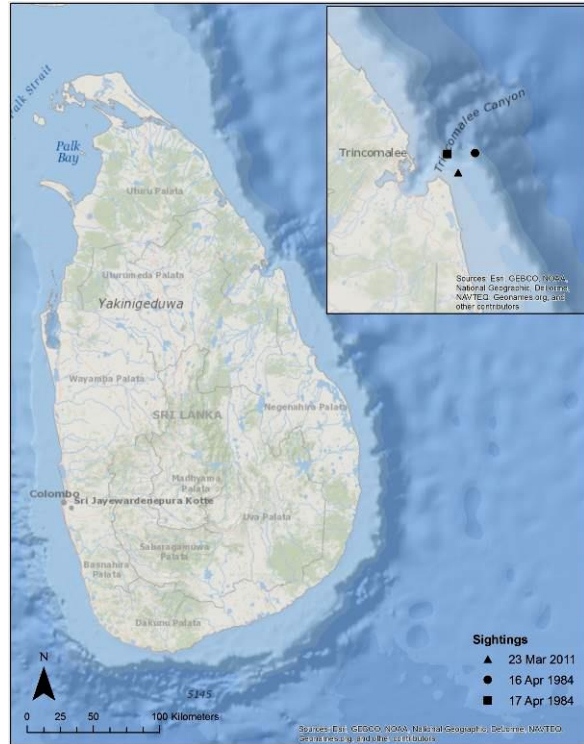 Palk Strait
Palk
Bay
Uturu Palata
Uturumeda Palata
Yakinigeduwa
Wayamba Palata
Negenahira Palata
SRI LANKA
Madhyama
Palata
Colombo
Sri Jayewardenepura Kotte
Uva Palata
Sabaragamuwa
Palata
Basnahira
Palata
Dakunu Palata
5145
N
0 25 50 100 Kilometers
Trincomalee Canyon
Trincomalee
Sources: Esri, GEBCO, NOAA,
National Geographic, DeLorme,
NAVTEQ, Geonames.org, and
other contributors
Sightings
23 Mar 2011
16 Apr 1984
17 Apr 1984
Sources: Esri, GEBCO, NOAA, National Geographic, DeLorme, NAVTEQ,
Geonames.org, and other contributors